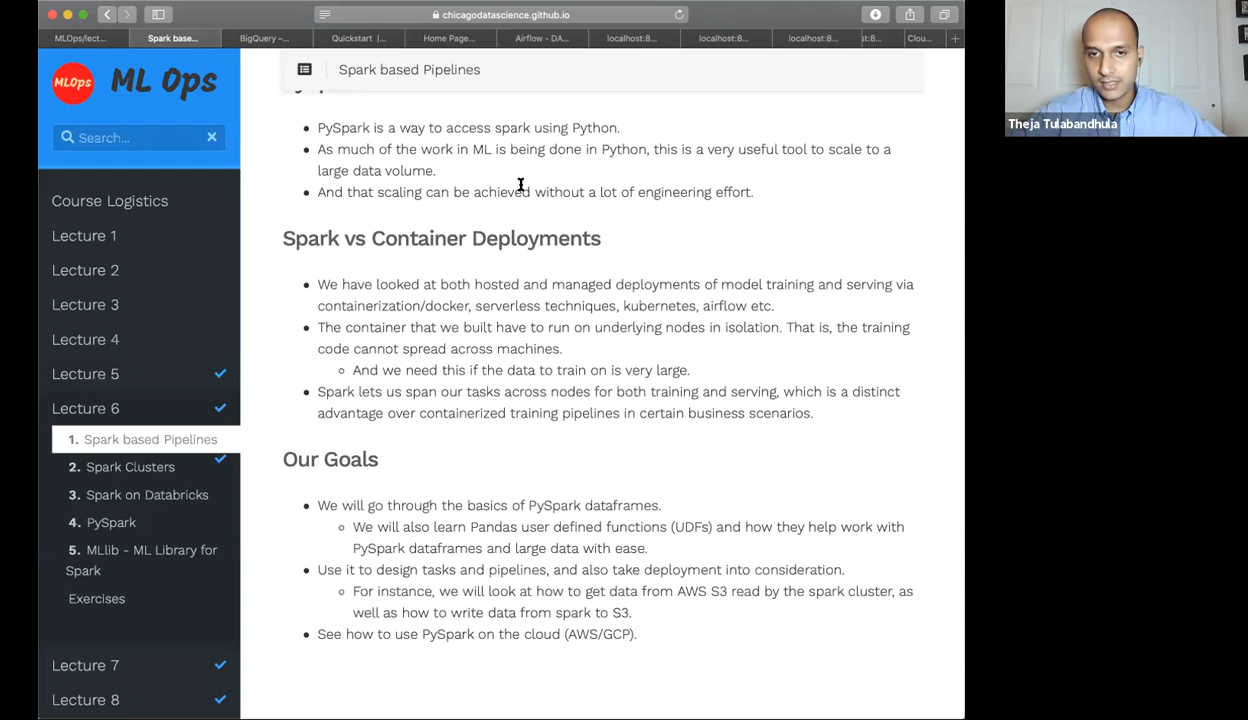 chicagodatascience.github.io
MLOps/lect...
Spark base...
BigQuery –...
Quickstart |...
Home Page...
Airflow - DA...
localhost:8...
localhost:8...
localhost:8...
st:8...
Clou...
MLOps
ML Ops
Search...
Course Logistics
Lecture 1
Lecture 2
Lecture 3
Lecture 4
Lecture 5
Lecture 6
1. Spark based Pipelines
2. Spark Clusters
3. Spark on Databricks
4. PySpark
5. MLlib - ML Library for
Spark
Exercises
Lecture 7
Lecture 8
Spark based Pipelines
• PySpark is a way to access spark using Python.
• As much of the work in ML is being done in Python, this is a very useful tool to scale to a
large data volume.
• And that scaling can be achieved without a lot of engineering effort.
Spark vs Container Deployments
• We have looked at both hosted and managed deployments of model training and serving via
containerization/docker, serverless techniques, kubernetes, airflow etc.
• The container that we built have to run on underlying nodes in isolation. That is, the training
code cannot spread across machines.
◦ And we need this if the data to train on is very large.
• Spark lets us span our tasks across nodes for both training and serving, which is a distinct
advantage over containerized training pipelines in certain business scenarios.
Our Goals
• We will go through the basics of PySpark dataframes.
◦ We will also learn Pandas user defined functions (UDFs) and how they help work with
PySpark dataframes and large data with ease.
• Use it to design tasks and pipelines, and also take deployment into consideration.
◦ For instance, we will look at how to get data from AWS S3 read by the spark cluster, as
well as how to write data from spark to S3.
• See how to use PySpark on the cloud (AWS/GCP).
Theja Tulabandhula